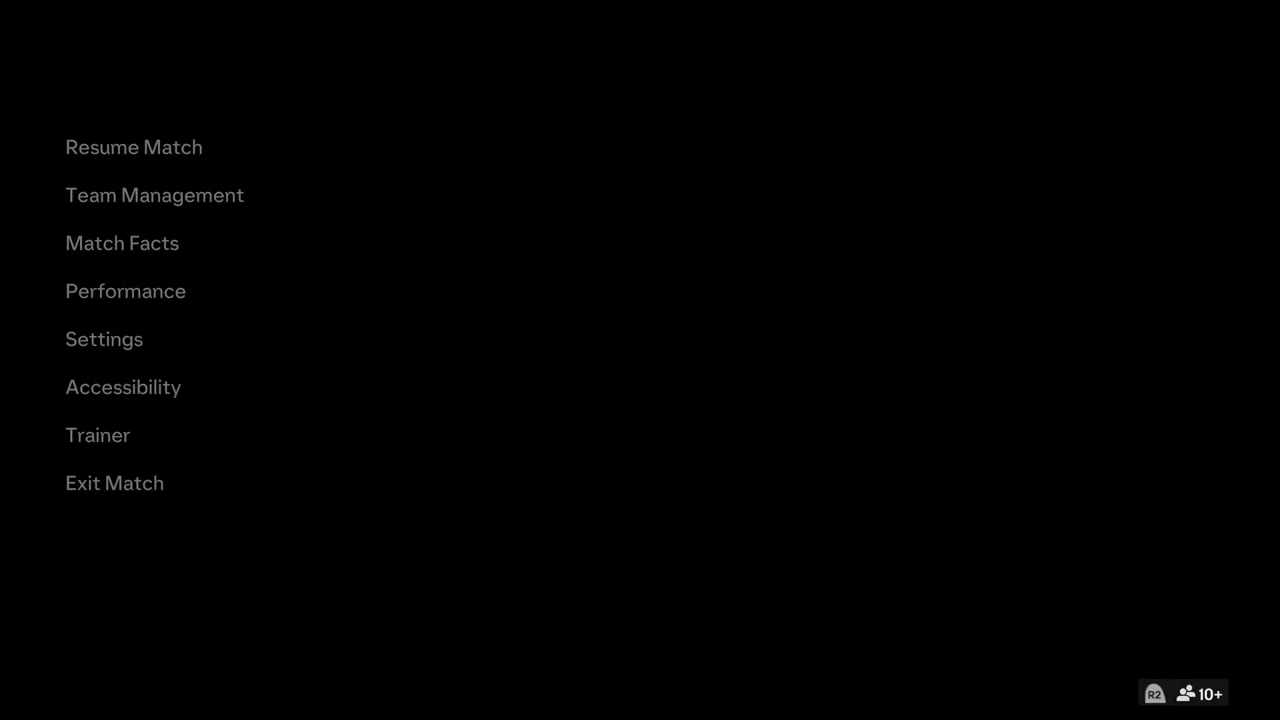 Resume Match
Team Management
Match Facts
Performance
Settings
Accessibility
Trainer
Exit Match
R2 10+